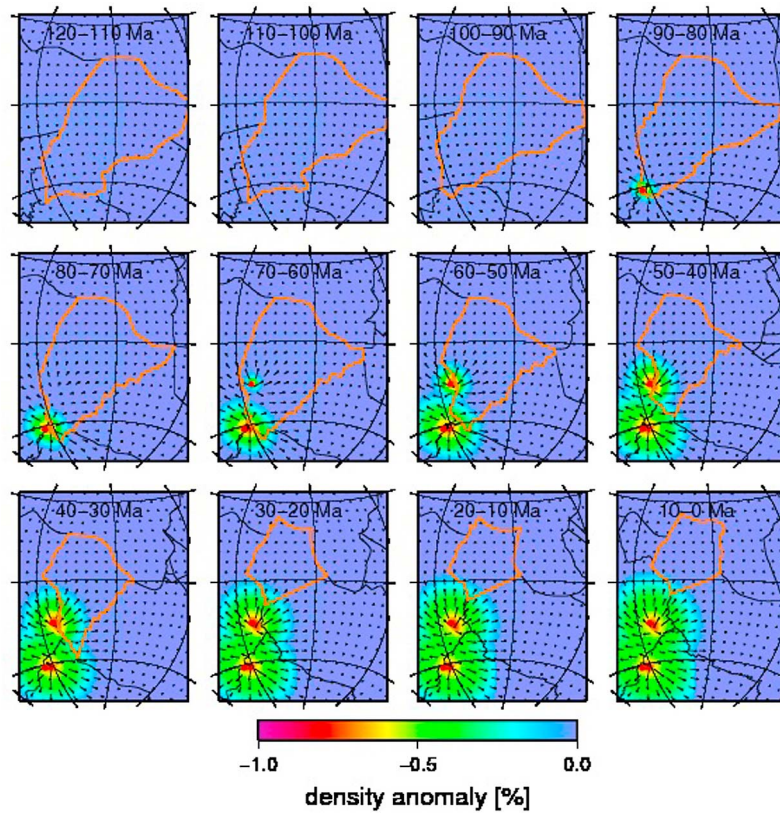 120–110 Ma
110–100 Ma
100–90 Ma
90–80 Ma
80–70 Ma
70–60 Ma
60–50 Ma
50–40 Ma
40–30 Ma
30–20 Ma
20–10 Ma
10–0 Ma
−1.0 −0.5 0.0
density anomaly [%]